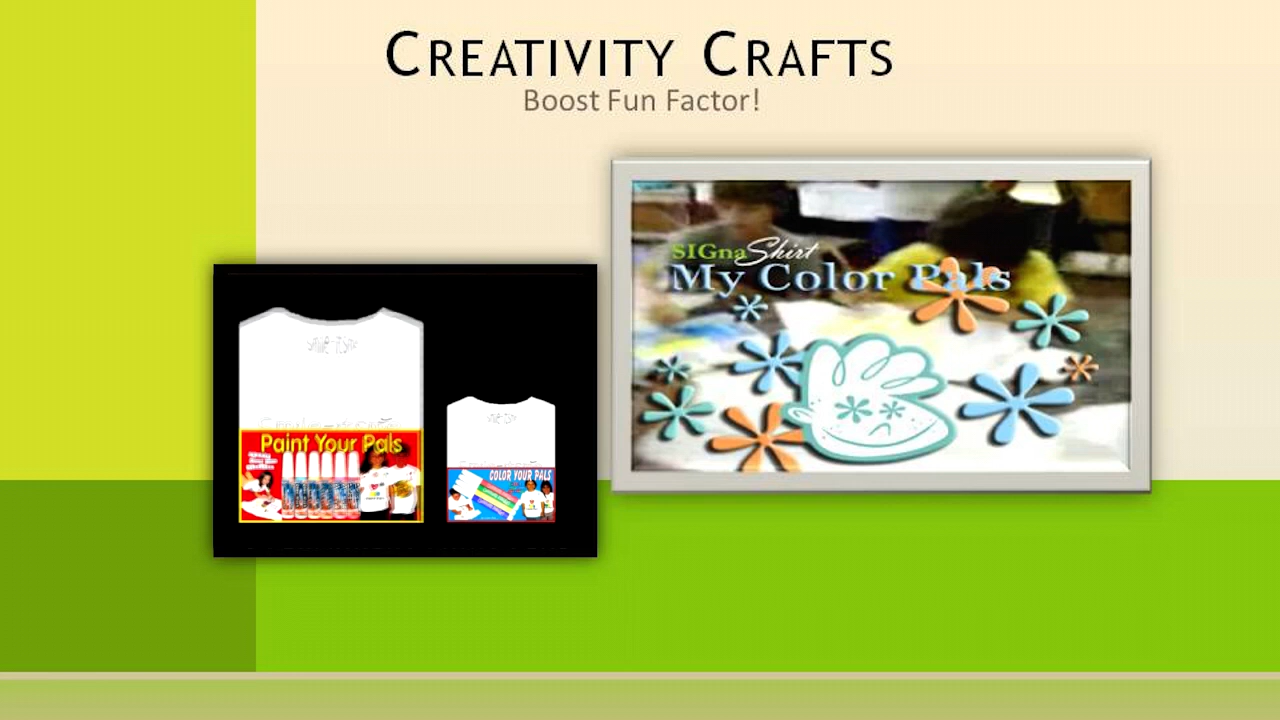 CREATIVITY CRAFTS
Boost Fun Factor!
SIGnaShirt
My Color Pals
Paint Your Pals
COLOR YOUR PALS